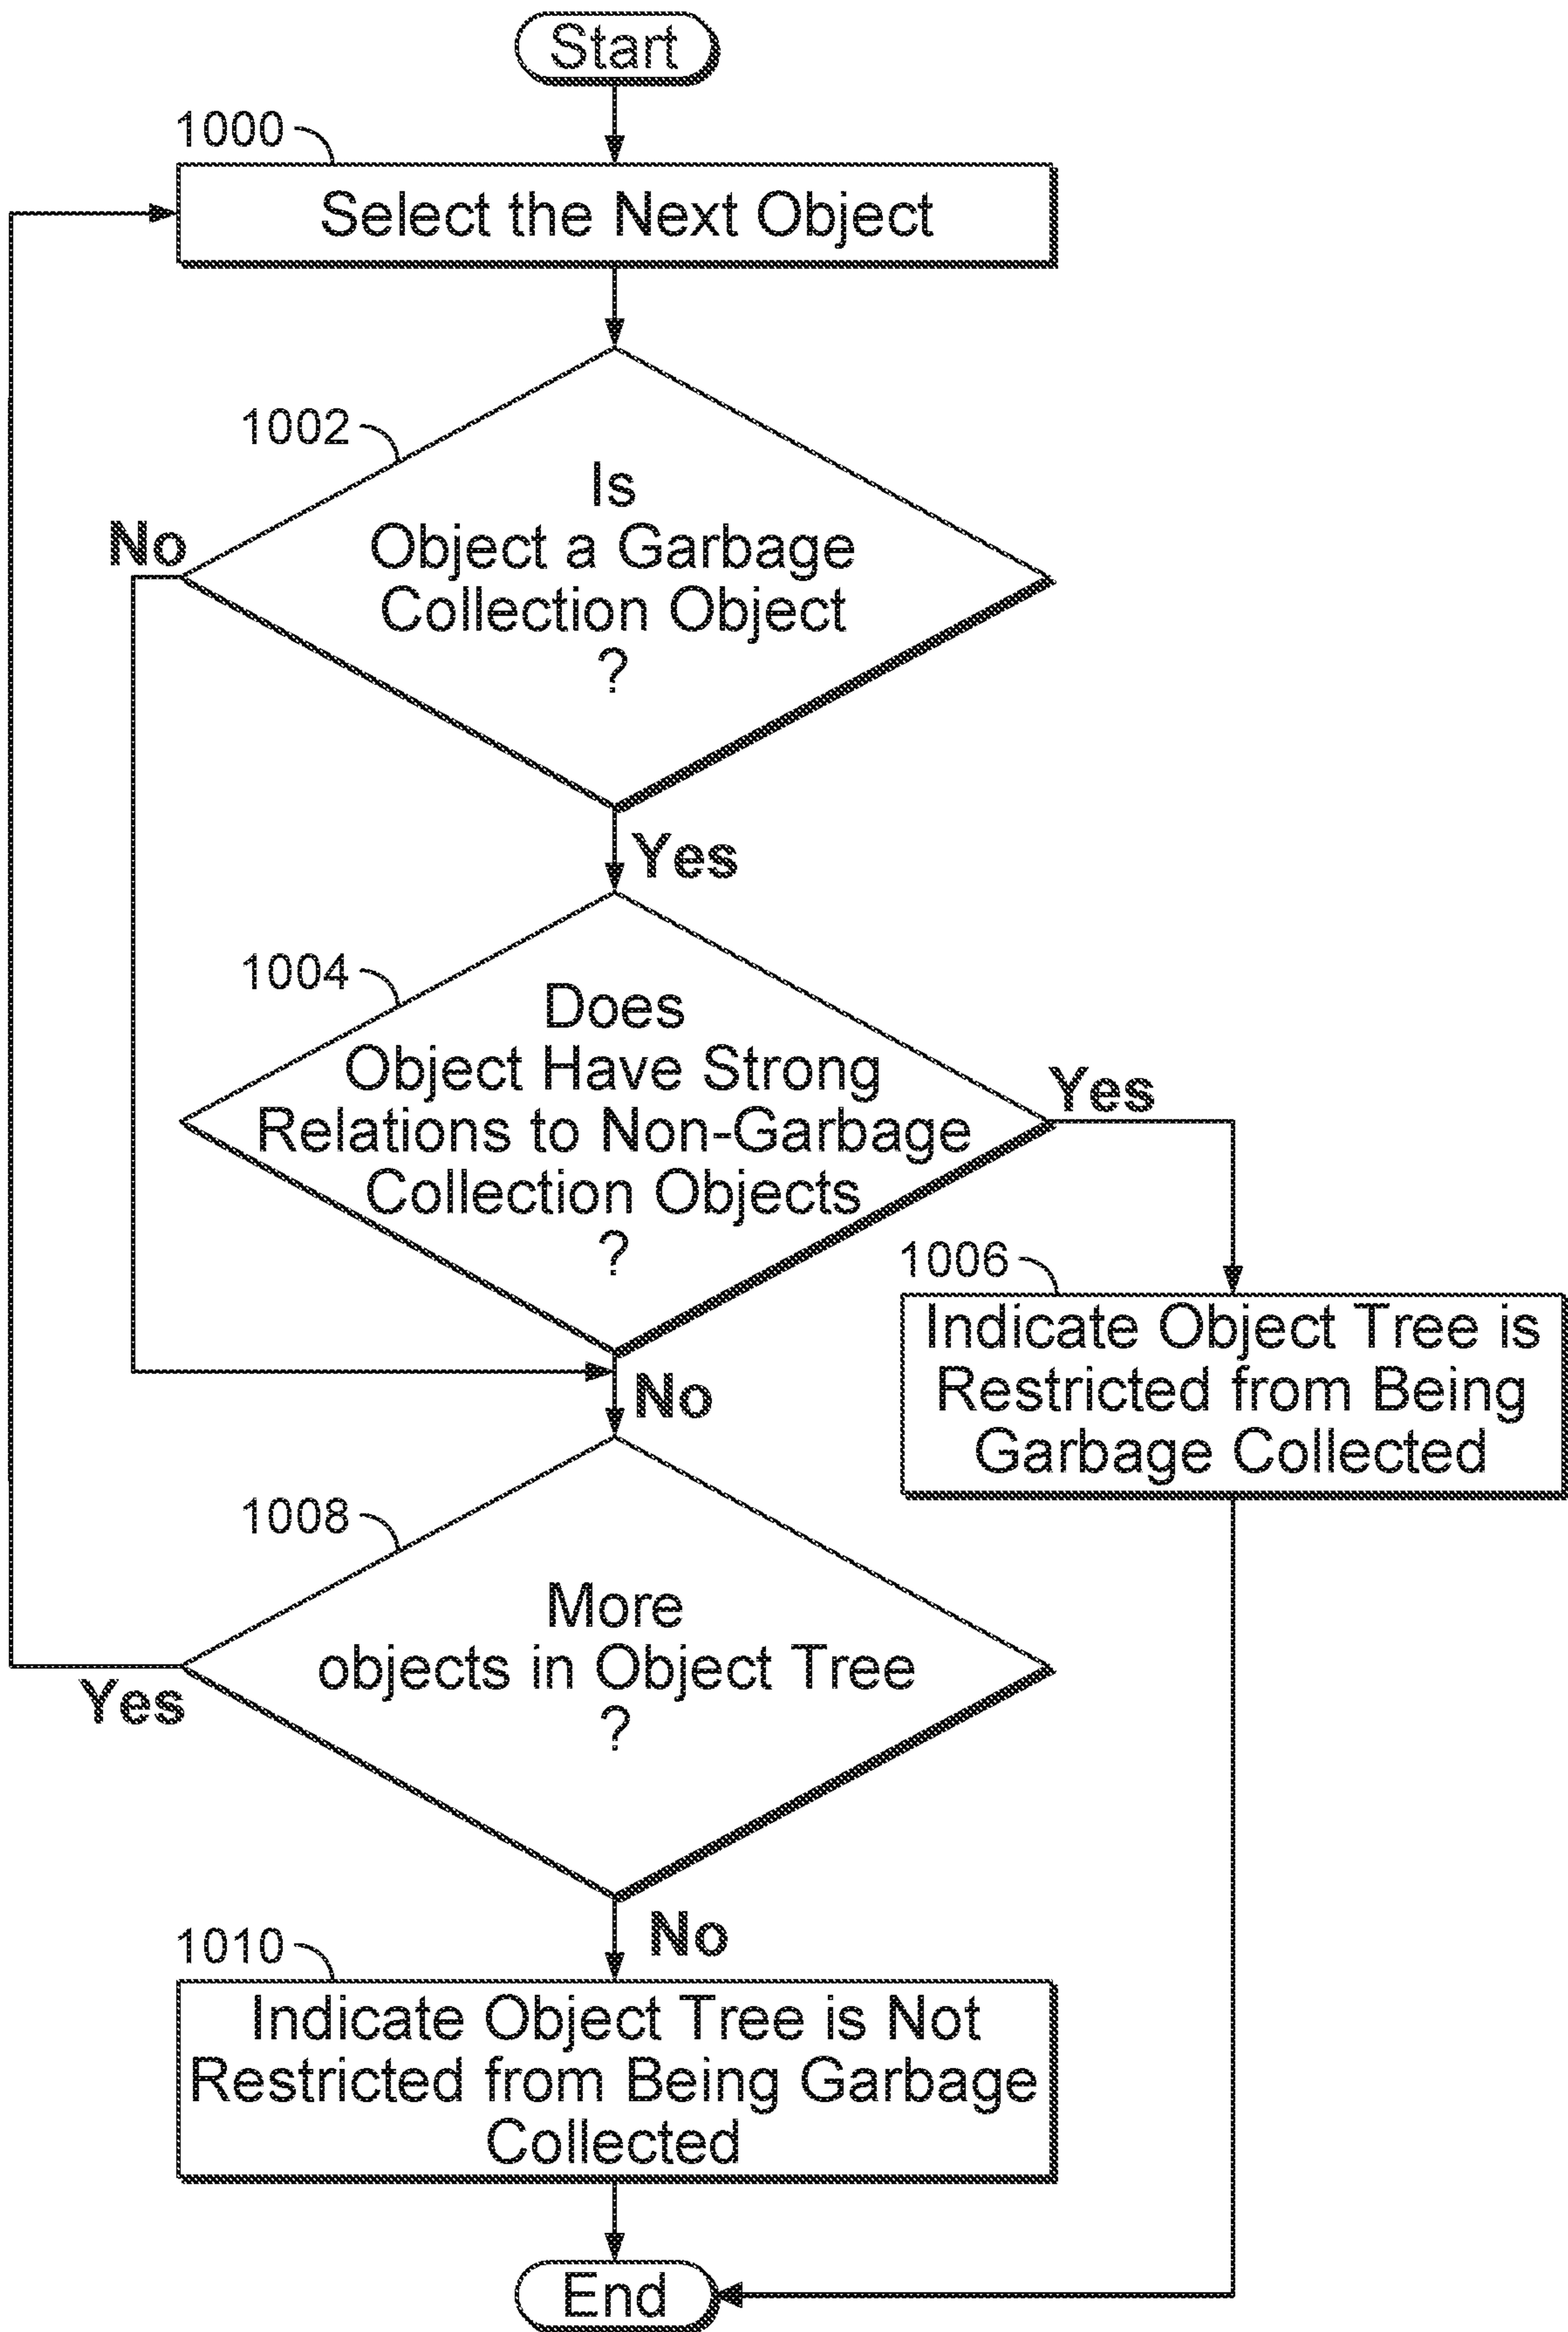 Start
1000
Select the Next Object
1002
Is
Object a Garbage
Collection Object
?
No
Yes
1004
Does
Object Have Strong
Relations to Non-Garbage
Collection Objects
?
Yes
No
1006
Indicate Object Tree is
Restricted from Being
Garbage Collected
1008
More
objects in Object Tree
?
Yes
No
1010
Indicate Object Tree is Not
Restricted from Being Garbage
Collected
End